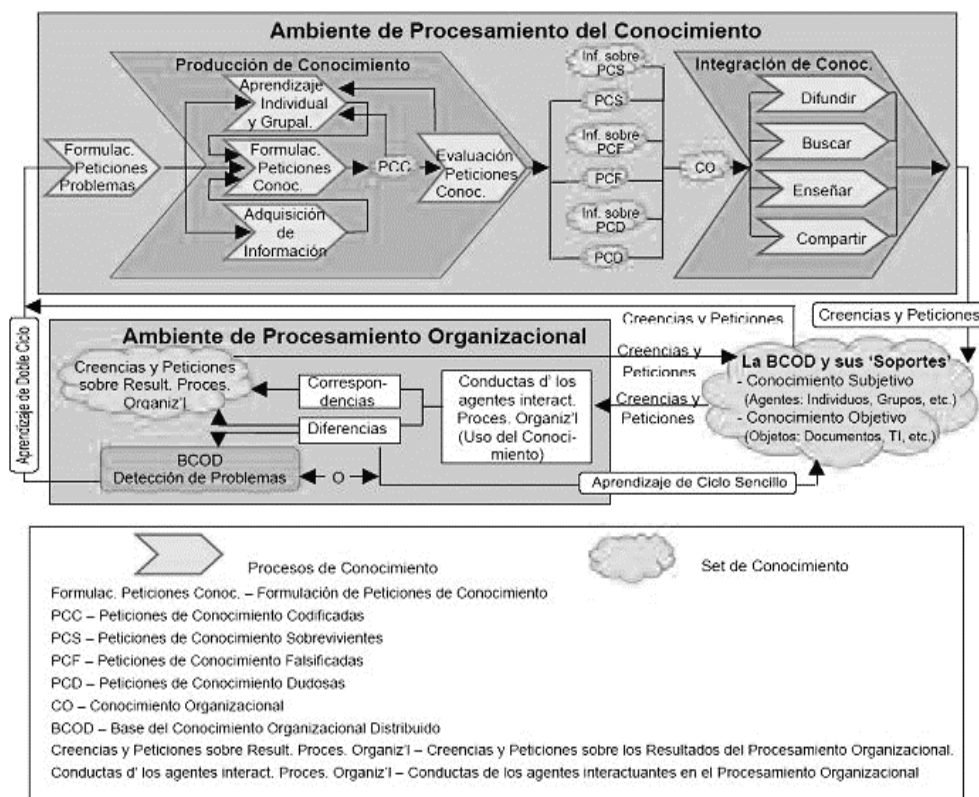 Ambiente de Procesamiento del Conocimiento
Producción de Conocimiento
Formulac.
Peticiones
Problemas
Aprendizaje
Individual
y Grupal.
Formulac.
Peticiones
Conoc.
Adquisición
de
Información
PCC
Evaluación
Peticiones
Conoc.
Inf. sobre
PCS
PCS
Inf. sobre
PCF
PCF
Inf. sobre
PCD
PCD
CO
Integración de Conoc.
Difundir
Buscar
Enseñar
Compartir
Aprendizaje de Doble Ciclo
Ambiente de Procesamiento Organizacional
Creencias y Peticiones
sobre Result. Proces.
Organiz'l
Correspon-
dencias
Diferencias
BCOD
Detección de Problemas
O
Conductas d' los
agentes interact.
Proces. Organiz'l
(Uso del Conoci-
miento)
Creencias y Peticiones
Creencias y
Peticiones
Creencias y
Peticiones
Creencias y Peticiones
La BCOD y sus 'Soportes'
- Conocimiento Subjetivo
(Agentes: Individuos, Grupos, etc.)
- Conocimiento Objetivo
(Objetos: Documentos, TI, etc.)
Aprendizaje de Ciclo Sencillo
Procesos de Conocimiento
Set de Conocimiento
Formulac. Peticiones Conoc. – Formulación de Peticiones de Conocimiento
PCC – Peticiones de Conocimiento Codificadas
PCS – Peticiones de Conocimiento Sobrevivientes
PCF – Peticiones de Conocimiento Falsificadas
PCD – Peticiones de Conocimiento Dudosas
CO – Conocimiento Organizacional
BCOD – Base del Conocimiento Organizacional Distribuido
Creencias y Peticiones sobre Result. Proces. Organiz'l – Creencias y Peticiones sobre los Resultados del Procesamiento Organizacional.
Conductas d' los agentes interact. Proces. Organiz'l – Conductas de los agentes interactuantes en el Procesamiento Organizacional